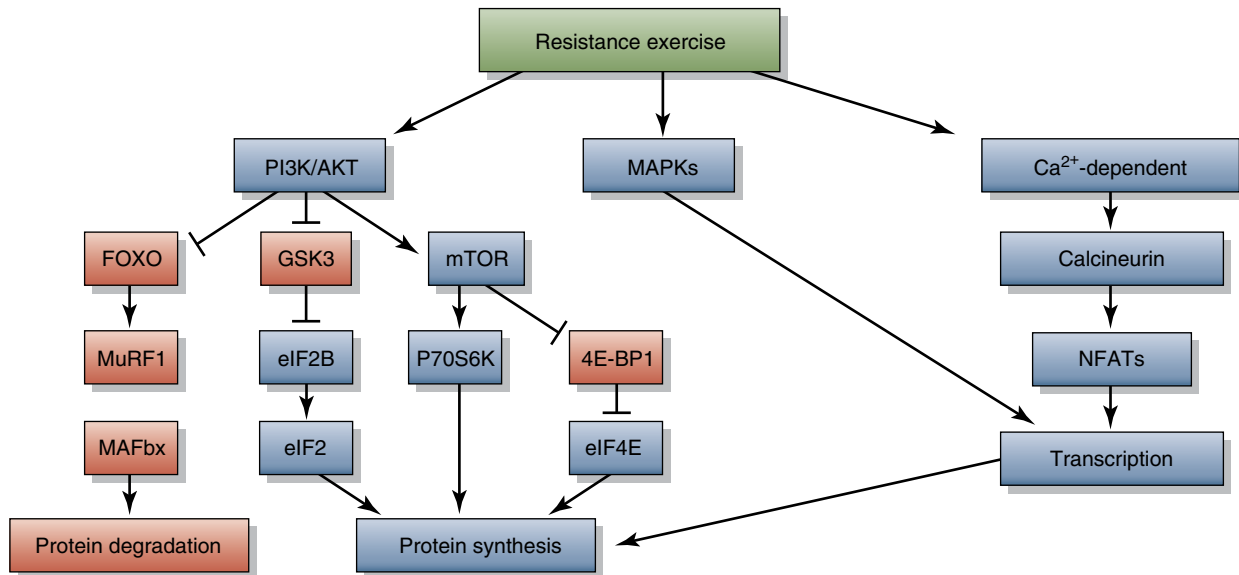 Resistance exercise
PI3K/AKT
MAPKs
Ca²⁺-dependent
FOXO
GSK3
mTOR
Calcineurin
MuRF1
eIF2B
P70S6K
4E-BP1
NFATs
MAFbx
eIF2
eIF4E
Transcription
Protein degradation
Protein synthesis